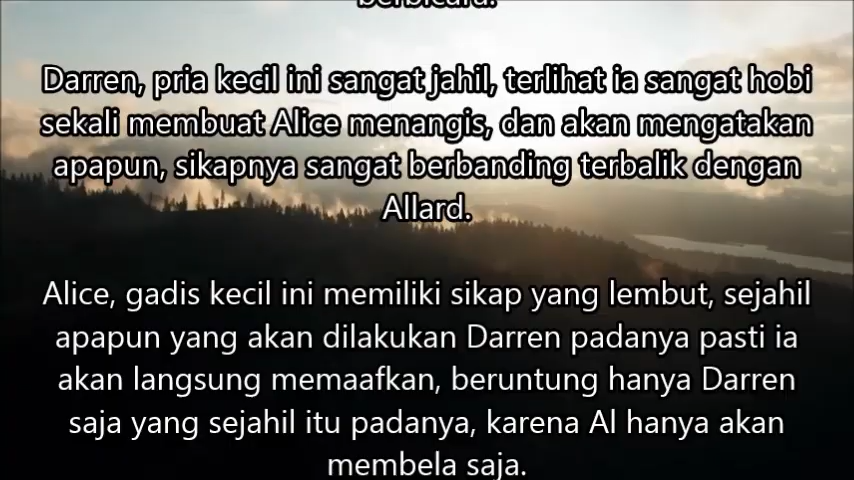 berbicara.
Darren, pria kecil ini sangat jahil, terlihat ia sangat hobi
sekali membuat Alice menangis, dan akan mengatakan
apapun, sikapnya sangat berbanding terbalik dengan
Allard.
Alice, gadis kecil ini memiliki sikap yang lembut, sejahil
apapun yang akan dilakukan Darren padanya pasti ia
akan langsung memaafkan, beruntung hanya Darren
saja yang sejahil itu padanya, karena Al hanya akan
membela saja.